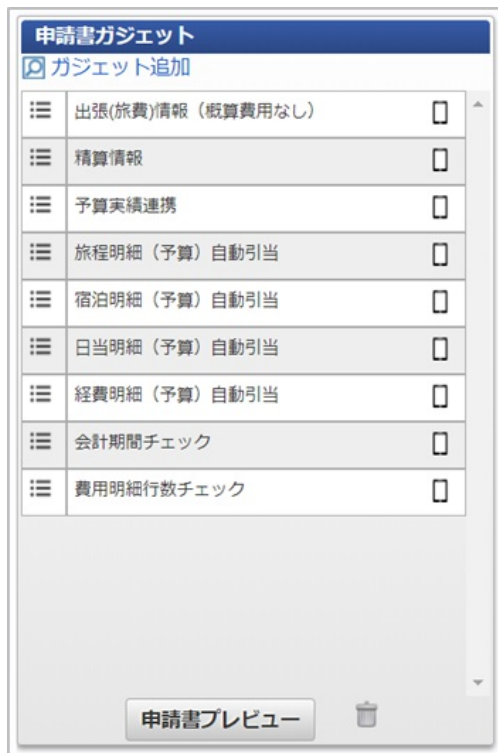 申請書ガジェット
ガジェット追加
出張(旅費)情報（概算費用なし）
精算情報
予算実績連携
旅程明細（予算）自動引当
宿泊明細（予算）自動引当
日当明細（予算）自動引当
経費明細（予算）自動引当
会計期間チェック
費用明細行数チェック
申請書プレビュー